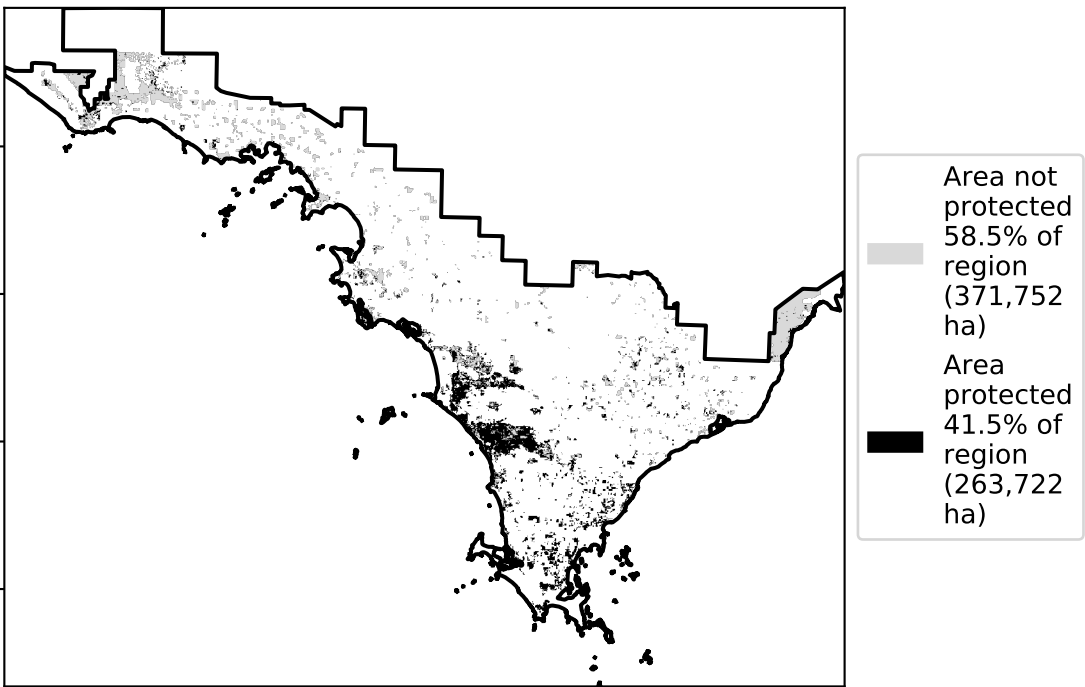 Area not
protected
58.5% of
region
(371,752
ha)
Area
protected
41.5% of
region
(263,722
ha)